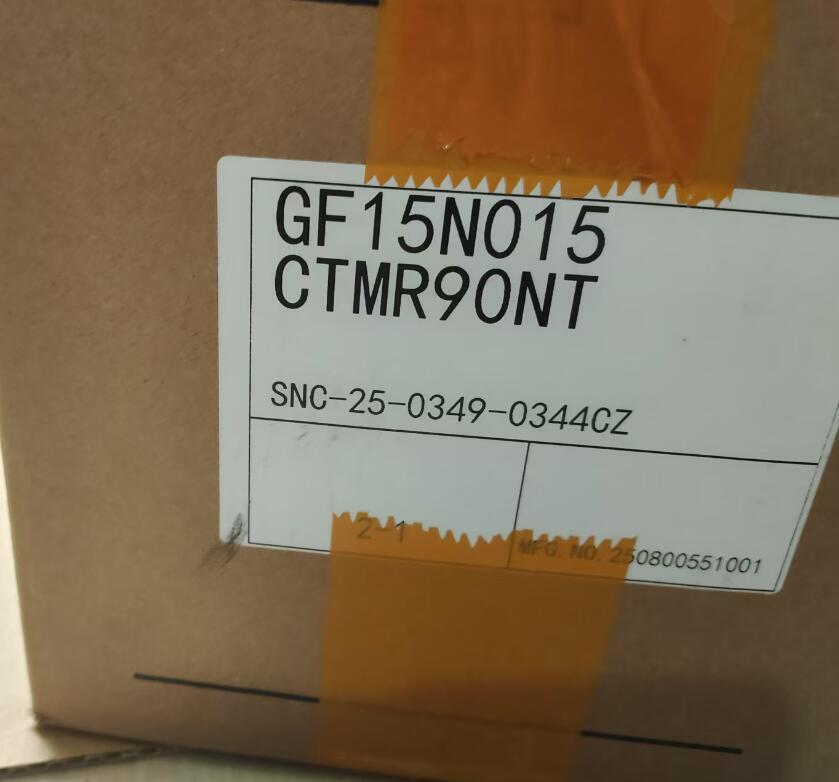 GF15N015
CTMR90NT
SNC-25-0349-0344CZ
2-1
MFG. NO. 250800551001